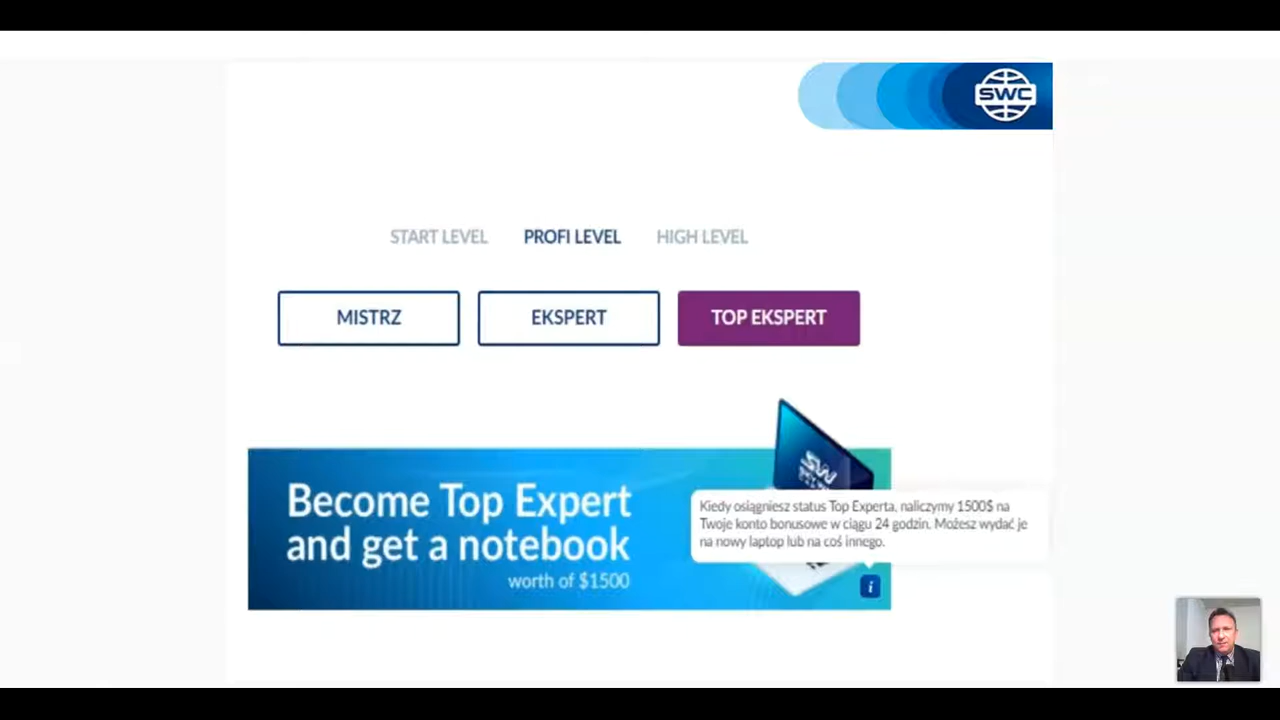 SWC
START LEVEL PROFI LEVEL HIGH LEVEL
MISTRZ EKSPERT TOP EKSPERT
Become Top Expert
and get a notebook
worth of $1500
SW
Kiedy osiągniesz status Top Experta, naliczymy 1500$ na
Twoje konto bonusowe w ciągu 24 godzin. Możesz wydać je
na nowy laptop lub na coś innego.
i